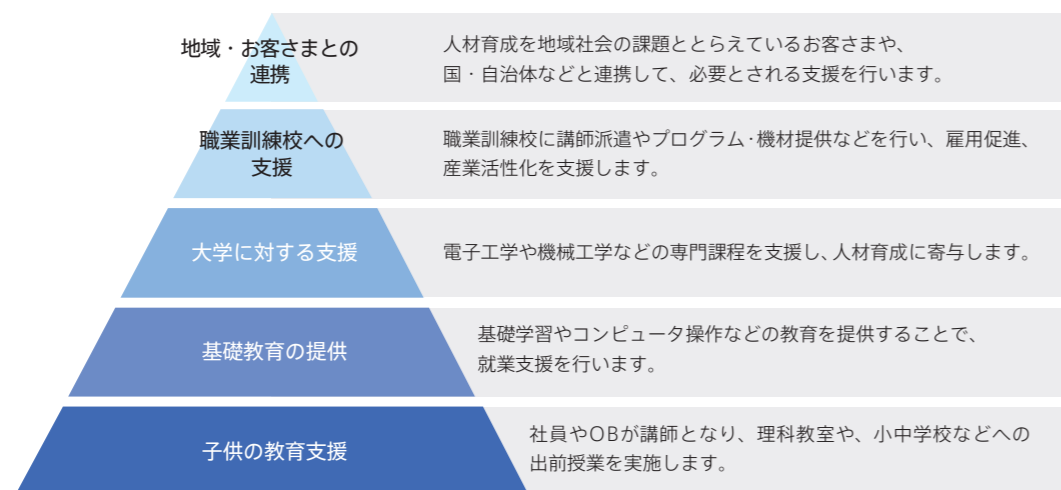 地域・お客さまとの
連携
人材育成を地域社会の課題ととらえているお客さまや、
国・自治体などと連携して、必要とされる支援を行います。
職業訓練校への
支援
職業訓練校に講師派遣やプログラム・機材提供などを行い、雇用促進、
産業活性化を支援します。
大学に対する支援
電子工学や機械工学などの専門課程を支援し、人材育成に寄与します。
基礎教育の提供
基礎学習やコンピュータ操作などの教育を提供することで、
就業支援を行います。
子供の教育支援
社員やOBが講師となり、理科教室や、小中学校などへの
出前授業を実施します。